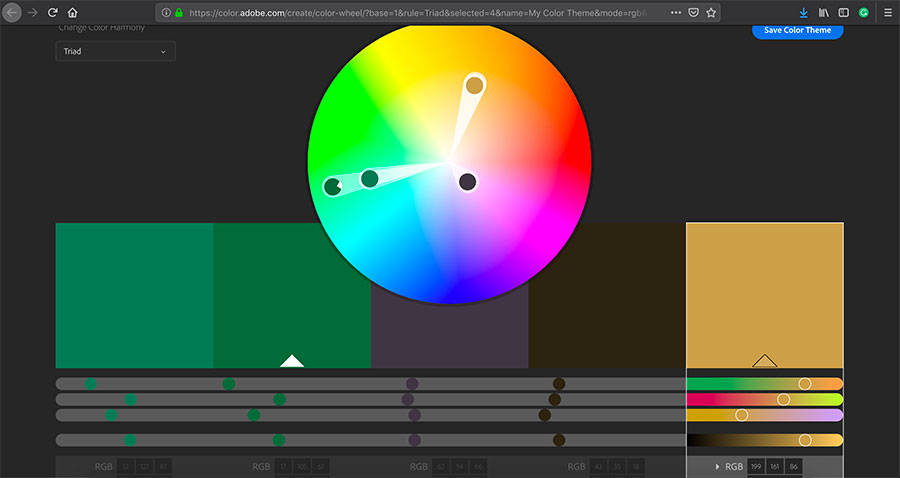 https://color.adobe.com/create/color-wheel/?base=1&rule=Triad&selected=4&name=My Color Theme&mode=rgb&
Change Color Harmony
Save Color Theme
Triad
RGB 51 121 87 RGB 17 105 61 RGB 62 54 66 RGB 43 35 18 RGB 199 161 86